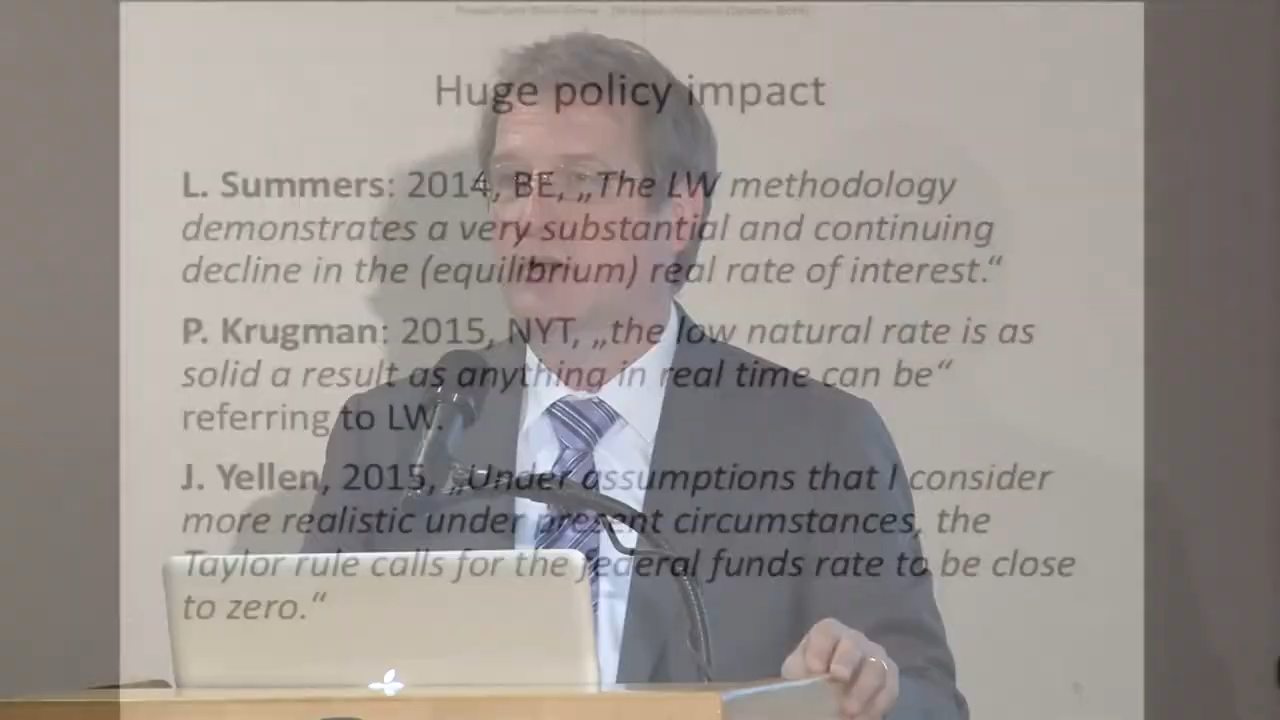 Huge policy impact
L. Summers: 2014, BE, „The LW methodology
demonstrates a very substantial and continuing
decline in the (equilibrium) real rate of interest.“
P. Krugman: 2015, NYT, „the low natural rate is as
solid a result as anything in real time can be“
referring to LW.
J. Yellen, 2015, „Under assumptions that I consider
more realistic under present circumstances, the
Taylor rule calls for the federal funds rate to be close
to zero.“